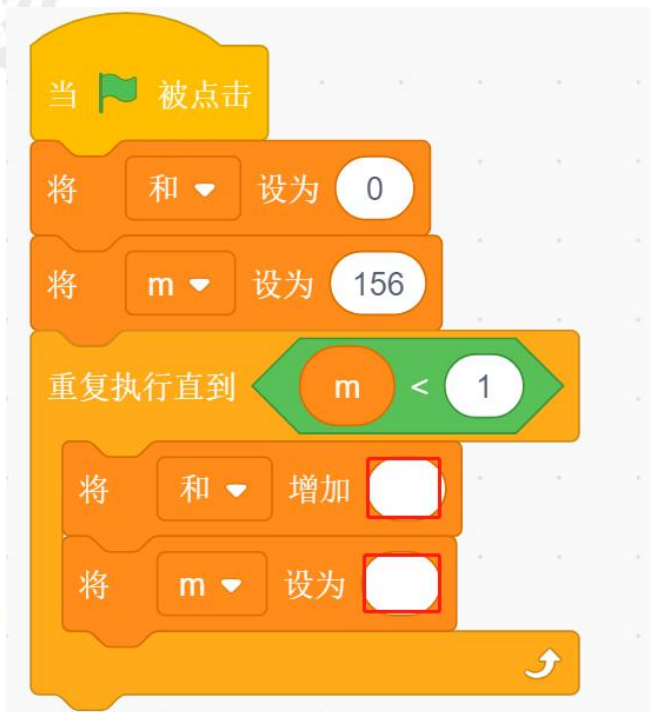 当 被点击
将 和 设为 0
将 m 设为 156
重复执行直到 m < 1
将 和 增加
将 m 设为